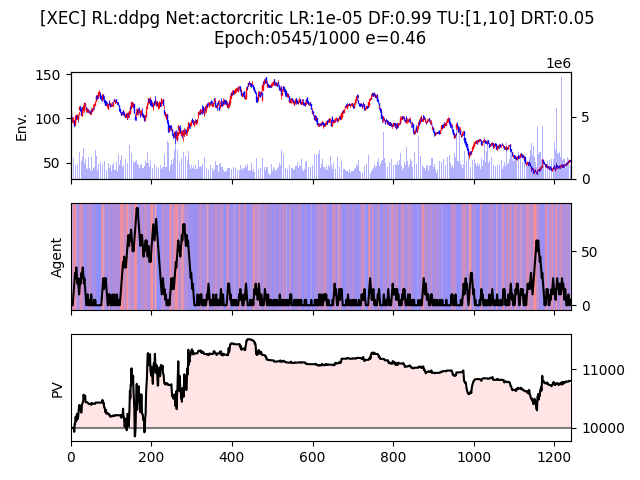 [XEC] RL:ddpg Net:actorcritic LR:1e-05 DF:0.99 TU:[1,10] DRT:0.05
Epoch:0545/1000 e=0.46
1e6
150
100
50
Env.
5
0
Agent
50
0
PV
11000
10000
0 200 400 600 800 1000 1200